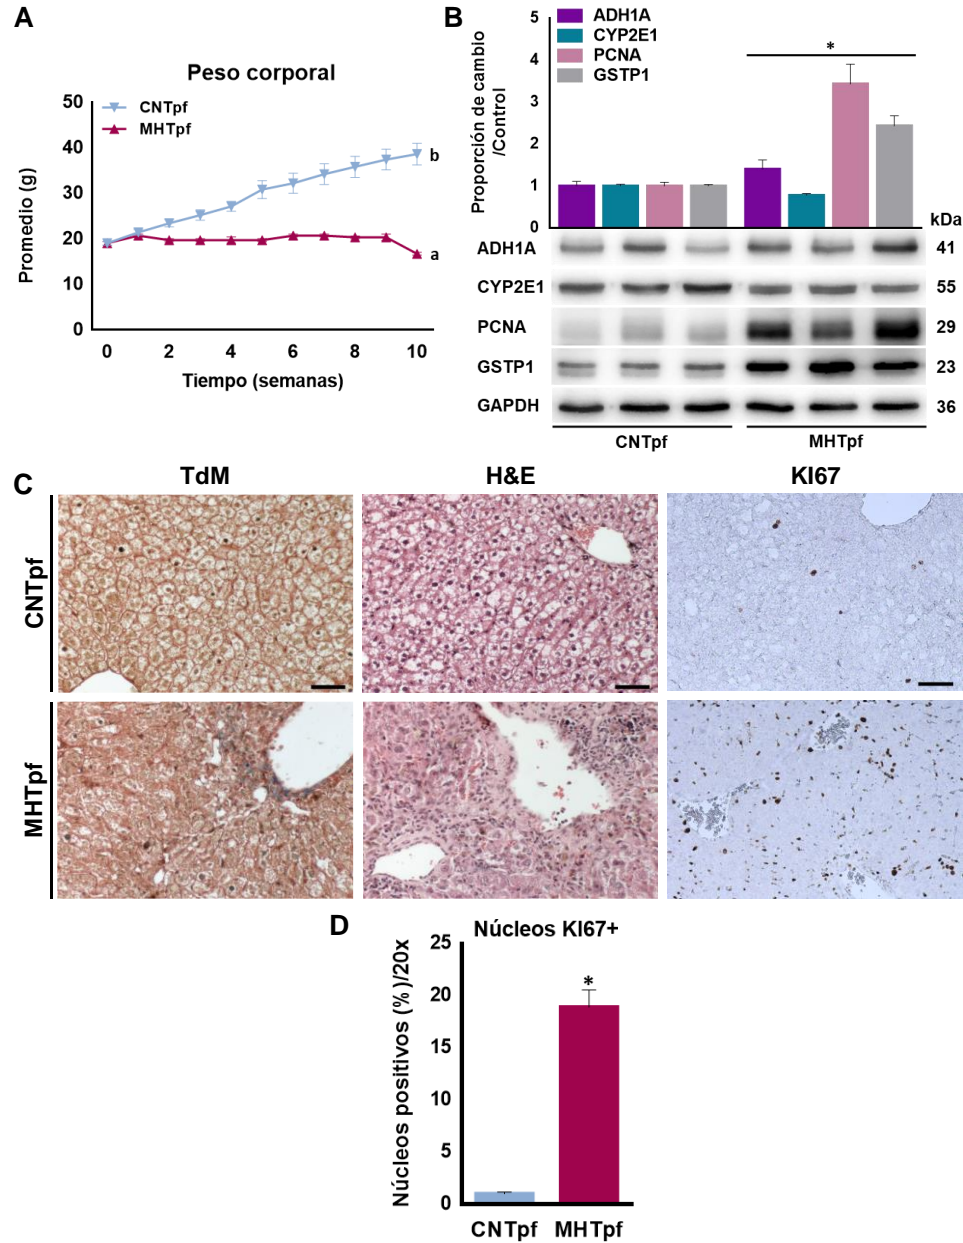 A
Peso corporal
Promedio (g)
50
40
30
20
10
0
CNTpf
MHTpf
b
a
0 2 4 6 8 10
Tiempo (semanas)
B
Proporción de cambio
/Control
5
4
3
2
1
0
ADH1A
CYP2E1
PCNA
GSTP1
*
kDa
ADH1A 41
CYP2E1 55
PCNA 29
GSTP1 23
GAPDH 36
CNTpf MHTpf
C
TdM H&E KI67
CNTpf
MHTpf
D
Núcleos KI67+
Núcleos positivos (%)/20x
25
20
15
10
5
0
*
CNTpf MHTpf